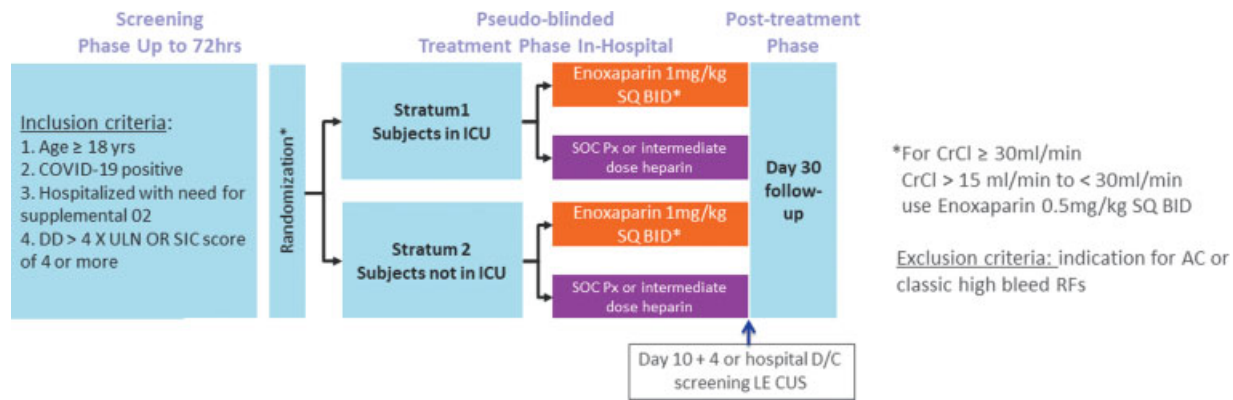 Screening
Phase Up to 72hrs
Pseudo-blinded
Treatment Phase In-Hospital
Post-treatment
Phase
Inclusion criteria:
1. Age ≥ 18 yrs
2. COVID-19 positive
3. Hospitalized with need for
supplemental 02
4. DD > 4 X ULN OR SIC score
of 4 or more
Randomization*
Stratum1
Subjects in ICU
Enoxaparin 1mg/kg
SQ BID*
SOC Px or intermediate
dose heparin
Stratum 2
Subjects not in ICU
Enoxaparin 1mg/kg
SQ BID*
SOC Px or intermediate
dose heparin
Day 30
follow-
up
Day 10 + 4 or hospital D/C
screening LE CUS
*For CrCl ≥ 30ml/min
CrCl > 15 ml/min to < 30ml/min
use Enoxaparin 0.5mg/kg SQ BID
Exclusion criteria: indication for AC or
classic high bleed RFs